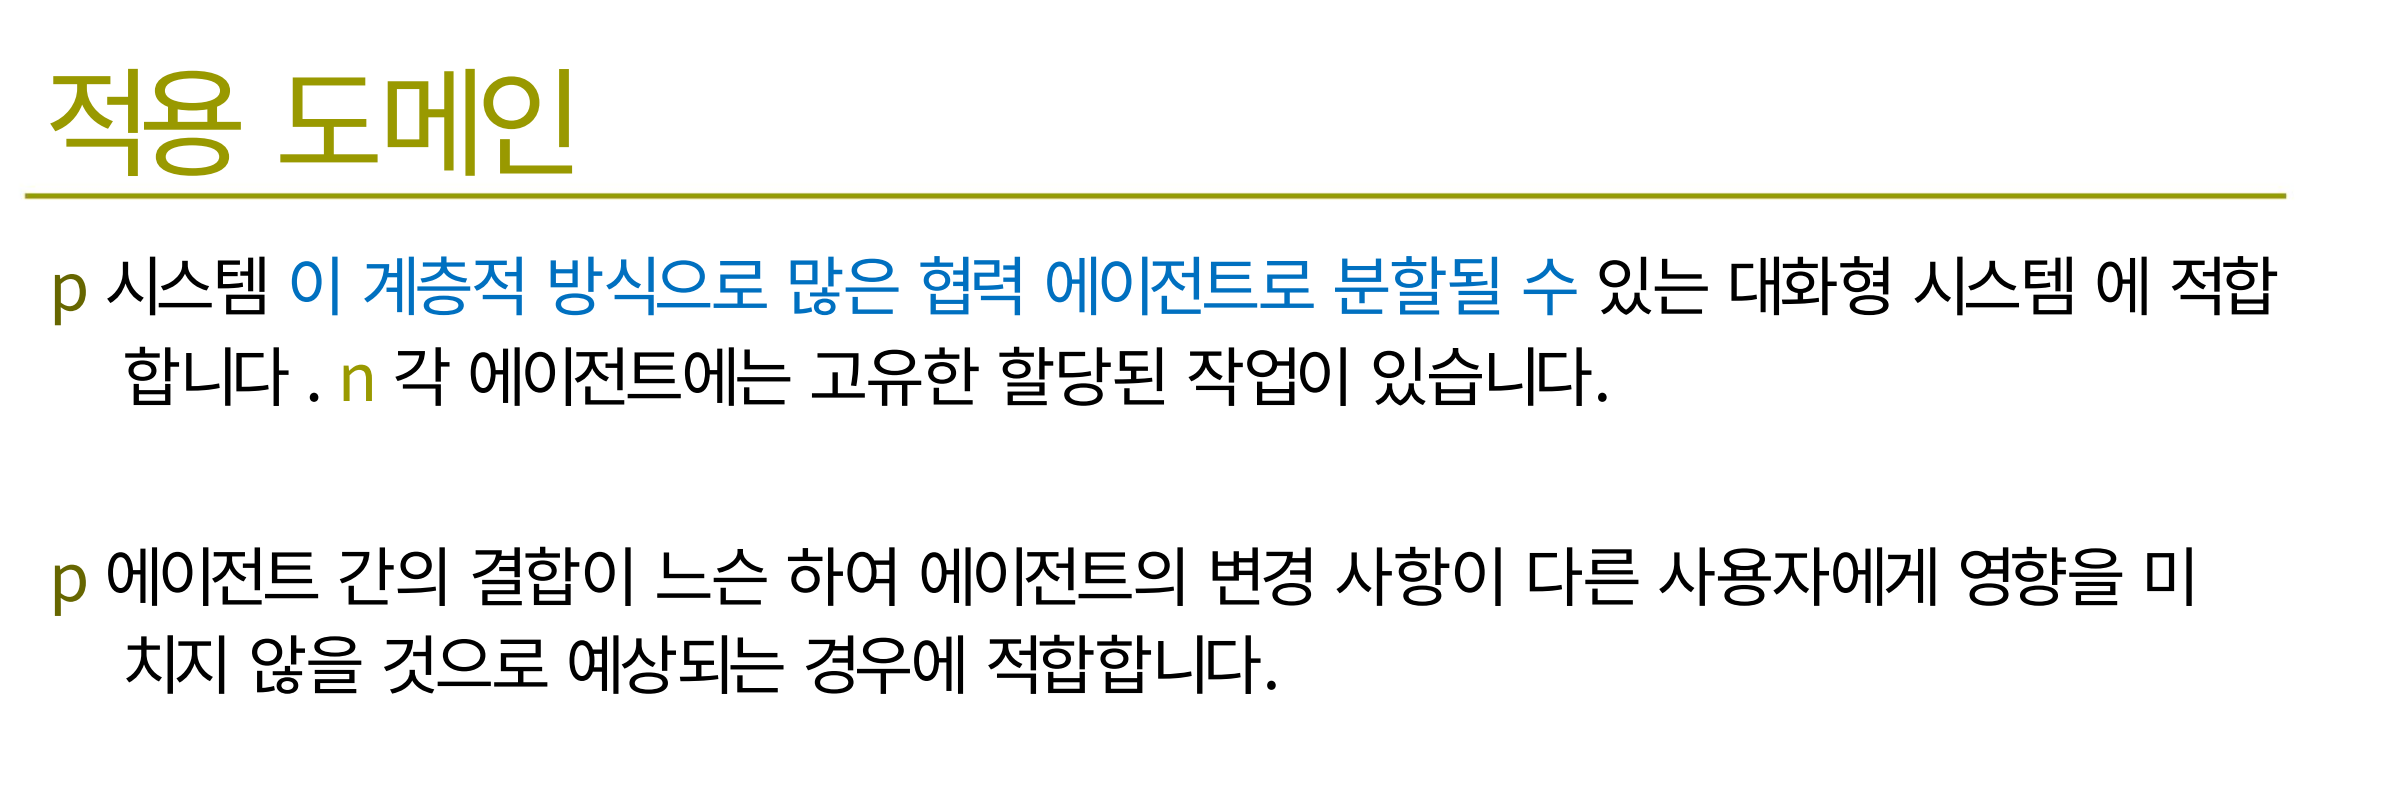 적용 도메인
p 시스템 이 계층적 방식으로 많은 협력 에이전트로 분할될 수 있는 대화형 시스템 에 적합
합니다 . n 각 에이전트에는 고유한 할당된 작업이 있습니다.
p 에이전트 간의 결합이 느슨 하여 에이전트의 변경 사항이 다른 사용자에게 영향을 미
치지 않을 것으로 예상되는 경우에 적합합니다.